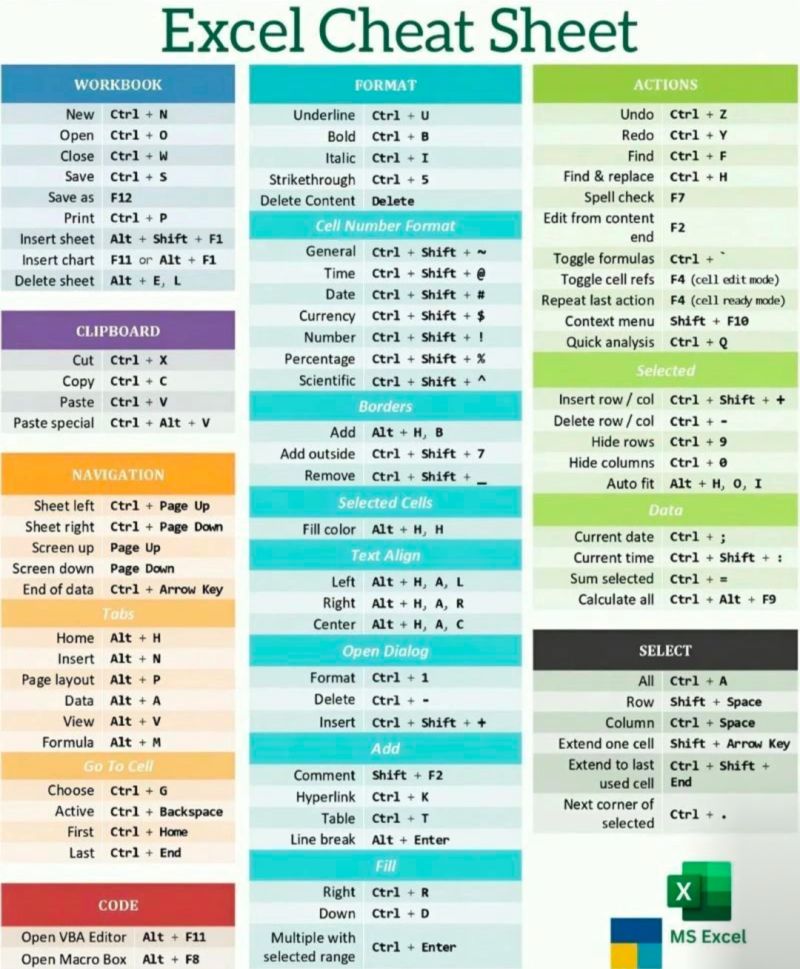 Excel Cheat Sheet
WORKBOOK
New Ctrl + N
Open Ctrl + O
Close Ctrl + W
Save Ctrl + S
Save as F12
Print Ctrl + P
Insert sheet Alt + Shift + F1
Insert chart F11 or Alt + F1
Delete sheet Alt + E, L
CLIPBOARD
Cut Ctrl + X
Copy Ctrl + C
Paste Ctrl + V
Paste special Ctrl + Alt + V
NAVIGATION
Sheet left Ctrl + Page Up
Sheet right Ctrl + Page Down
Screen up Page Up
Screen down Page Down
End of data Ctrl + Arrow Key
Tabs
Home Alt + H
Insert Alt + N
Page layout Alt + P
Data Alt + A
View Alt + V
Formula Alt + M
Go To Cell
Choose Ctrl + G
Active Ctrl + Backspace
First Ctrl + Home
Last Ctrl + End
CODE
Open VBA Editor Alt + F11
Open Macro Box Alt + F8
FORMAT
Underline Ctrl + U
Bold Ctrl + B
Italic Ctrl + I
Strikethrough Ctrl + 5
Delete Content Delete
Cell Number Format
General Ctrl + Shift + ~
Time Ctrl + Shift + @
Date Ctrl + Shift + #
Currency Ctrl + Shift + $
Number Ctrl + Shift + !
Percentage Ctrl + Shift + %
Scientific Ctrl + Shift + ^
Borders
Add Alt + H, B
Add outside Ctrl + Shift + 7
Remove Ctrl + Shift + _
Selected Cells
Fill color Alt + H, H
Text Align
Left Alt + H, A, L
Right Alt + H, A, R
Center Alt + H, A, C
Open Dialog
Format Ctrl + 1
Delete Ctrl + -
Insert Ctrl + Shift + +
Add
Comment Shift + F2
Hyperlink Ctrl + K
Table Ctrl + T
Line break Alt + Enter
Fill
Right Ctrl + R
Down Ctrl + D
Multiple with
selected range Ctrl + Enter
ACTIONS
Undo Ctrl + Z
Redo Ctrl + Y
Find Ctrl + F
Find & replace Ctrl + H
Spell check F7
Edit from content
end F2
Toggle formulas Ctrl + `
Toggle cell refs F4 (cell edit mode)
Repeat last action F4 (cell ready mode)
Context menu Shift + F10
Quick analysis Ctrl + Q
Selected
Insert row / col Ctrl + Shift + +
Delete row / col Ctrl + -
Hide rows Ctrl + 9
Hide columns Ctrl + 0
Auto fit Alt + H, O, I
Data
Current date Ctrl + ;
Current time Ctrl + Shift + :
Sum selected Ctrl + =
Calculate all Ctrl + Alt + F9
SELECT
All Ctrl + A
Row Shift + Space
Column Ctrl + Space
Extend one cell Shift + Arrow Key
Extend to last Ctrl + Shift +
used cell End
Next corner of
selected Ctrl + .
X
MS Excel